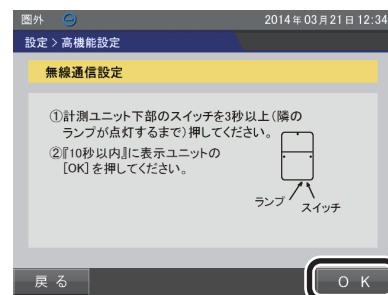 圏外 2014年03月21日 12:34
設定 > 高機能設定
無線通信設定
①計測ユニット下部のスイッチを3秒以上(隣の
ランプが点灯するまで)押してください。
②『10秒以内』に表示ユニットの
[OK]を押してください。
ランプ スイッチ
戻る OK